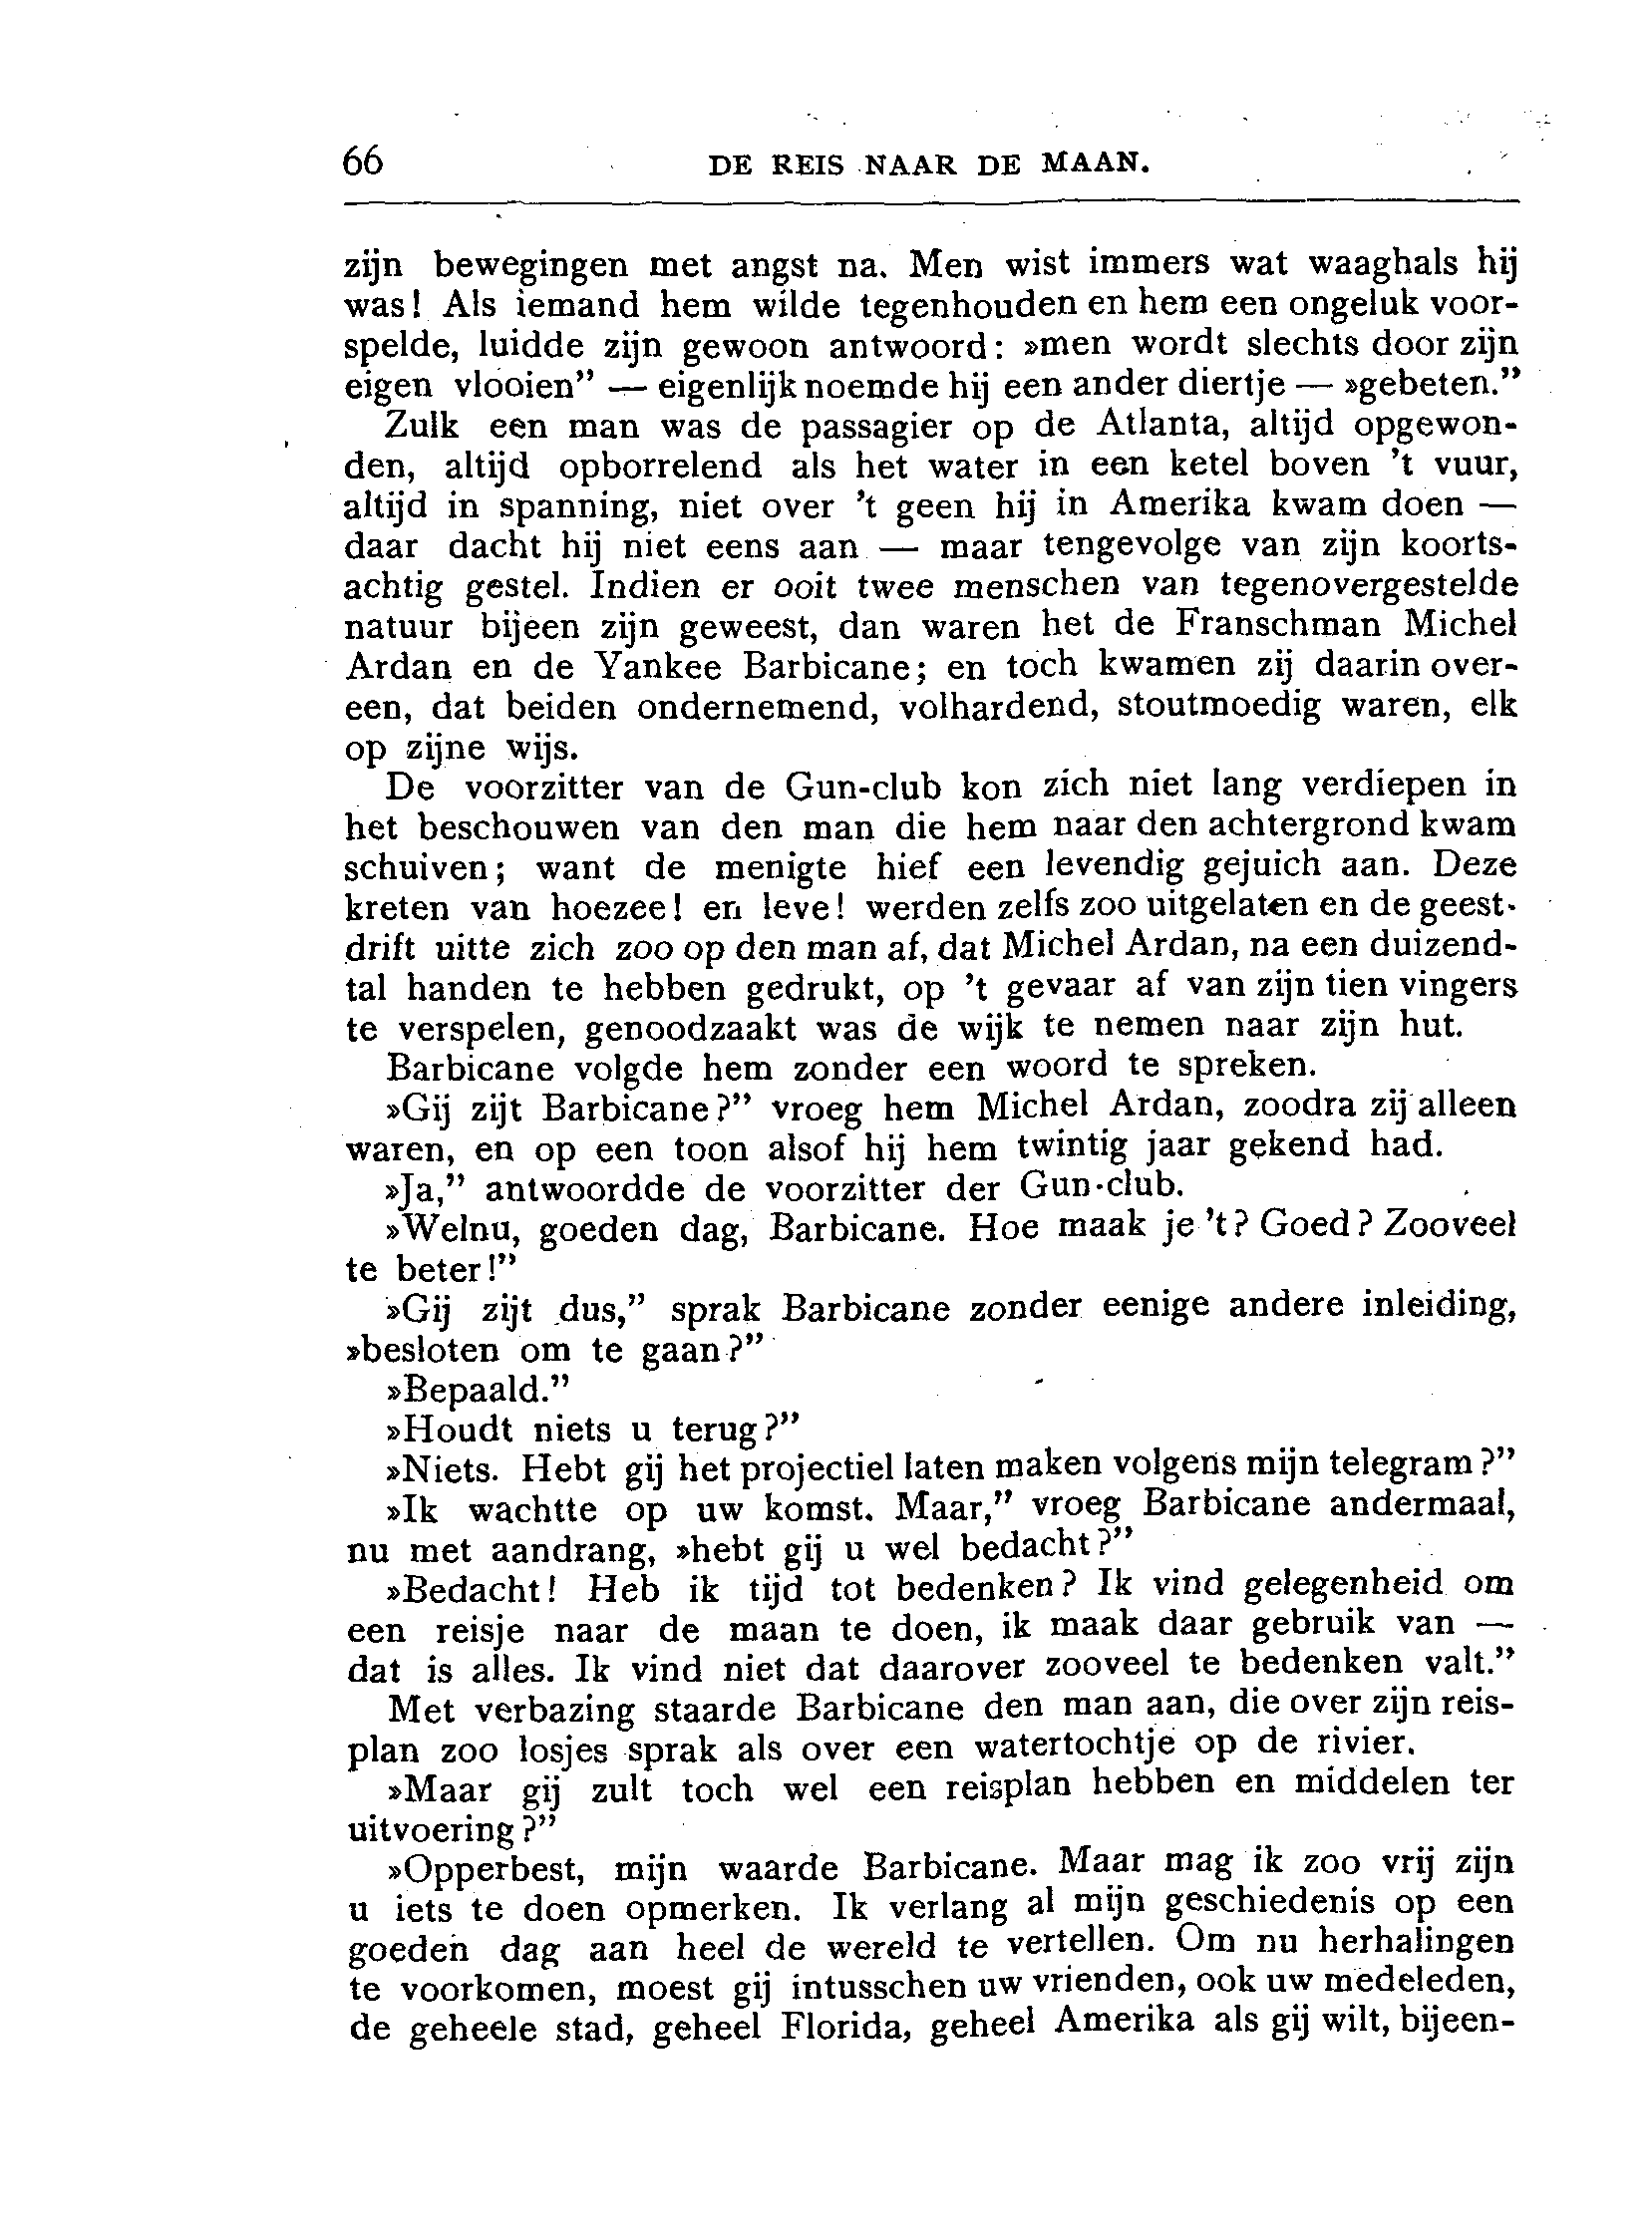 66 DE REIS NAAR DE MAAN.
zijn bewegingen met angst na. Men wist immers wat waaghals hij
was! Als iemand hem wilde tegenhouden en hem een ongeluk voor-
spelde, luidde zijn gewoon antwoord: »men wordt slechts door zijn
eigen vlooien” — eigenlijk noemde hij een ander diertje — »gebeten.”
Zulk een man was de passagier op de Atlanta, altijd opgewon-
den, altijd opborrelend als het water in een ketel boven ’t vuur,
altijd in spanning, niet over ’t geen hij in Amerika kwam doen —
daar dacht hij niet eens aan — maar tengevolge van zijn koorts-
achtig gestel. Indien er ooit twee menschen van tegenovergestelde
natuur bijeen zijn geweest, dan waren het de Franschman Michel
Ardan en de Yankee Barbicane; en toch kwamen zij daarin over-
een, dat beiden ondernemend, volhardend, stoutmoedig waren, elk
op zijne wijs.
De voorzitter van de Gun-club kon zich niet lang verdiepen in
het beschouwen van den man die hem naar den achtergrond kwam
schuiven; want de menigte hief een levendig gejuich aan. Deze
kreten van hoezee! en leve! werden zelfs zoo uitgelaten en de geest-
drift uitte zich zoo op den man af, dat Michel Ardan, na een duizend-
tal handen te hebben gedrukt, op ’t gevaar af van zijn tien vingers
te verspelen, genoodzaakt was de wijk te nemen naar zijn hut.
Barbicane volgde hem zonder een woord te spreken.
»Gij zijt Barbicane?” vroeg hem Michel Ardan, zoodra zij alleen
waren, en op een toon alsof hij hem twintig jaar gekend had.
»Ja,” antwoordde de voorzitter der Gun-club.
»Welnu, goeden dag, Barbicane. Hoe maak je ’t? Goed? Zooveel
te beter!”
»Gij zijt dus,” sprak Barbicane zonder eenige andere inleiding,
»besloten om te gaan?”
»Bepaald.”
»Houdt niets u terug?”
»Niets. Hebt gij het projectiel laten maken volgens mijn telegram?”
»Ik wachtte op uw komst. Maar,” vroeg Barbicane andermaal,
nu met aandrang, »hebt gij u wel bedacht?”
»Bedacht! Heb ik tijd tot bedenken? Ik vind gelegenheid om
een reisje naar de maan te doen, ik maak daar gebruik van —
dat is alles. Ik vind niet dat daarover zooveel te bedenken valt.”
Met verbazing staarde Barbicane den man aan, die over zijn reis-
plan zoo losjes sprak als over een watertochtje op de rivier.
»Maar gij zult toch wel een reisplan hebben en middelen ter
uitvoering?”
»Opperbest, mijn waarde Barbicane. Maar mag ik zoo vrij zijn
u iets te doen opmerken. Ik verlang al mijn geschiedenis op een
goeden dag aan heel de wereld te vertellen. Om nu herhalingen
te voorkomen, moest gij intusschen uw vrienden, ook uw medeleden,
de geheele stad, geheel Florida, geheel Amerika als gij wilt, bijeen-